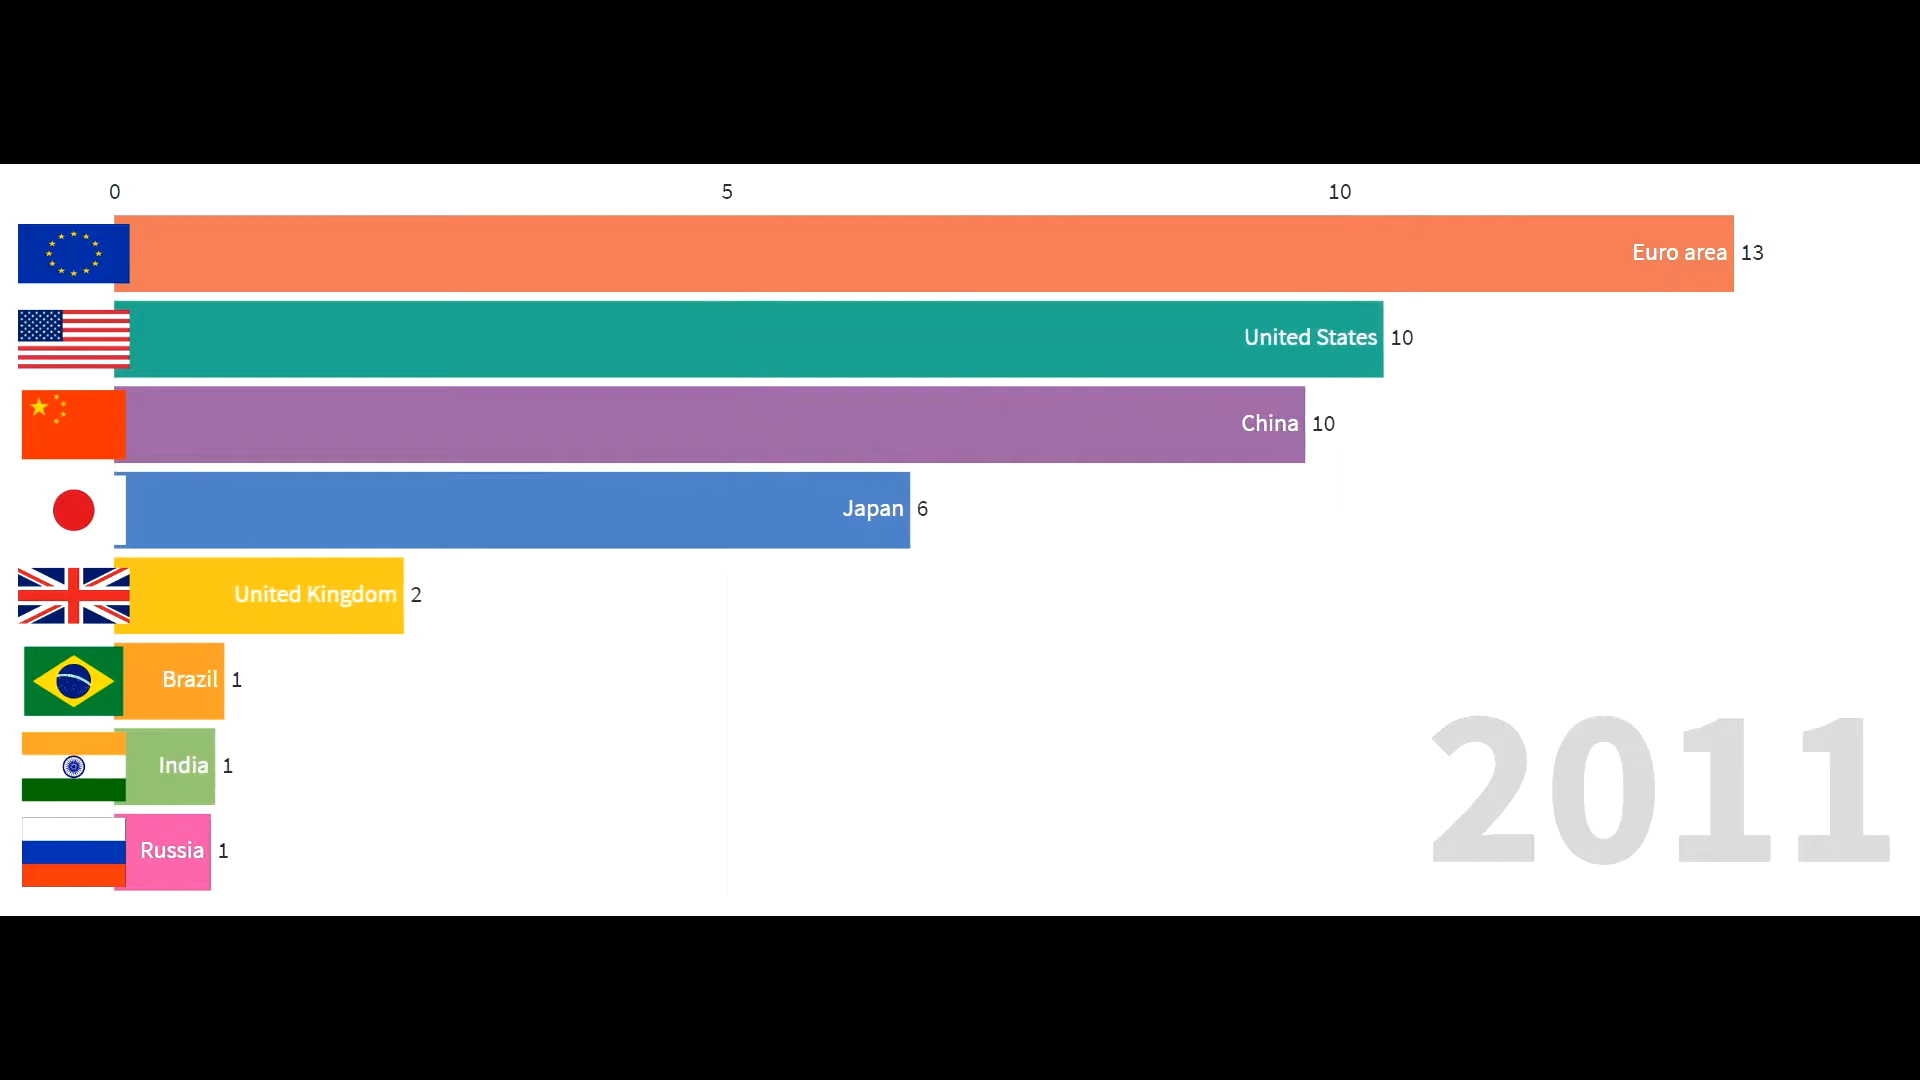 0 5 10
Euro area 13
United States 10
China 10
Japan 6
United Kingdom 2
Brazil 1
India 1
Russia 1
2011